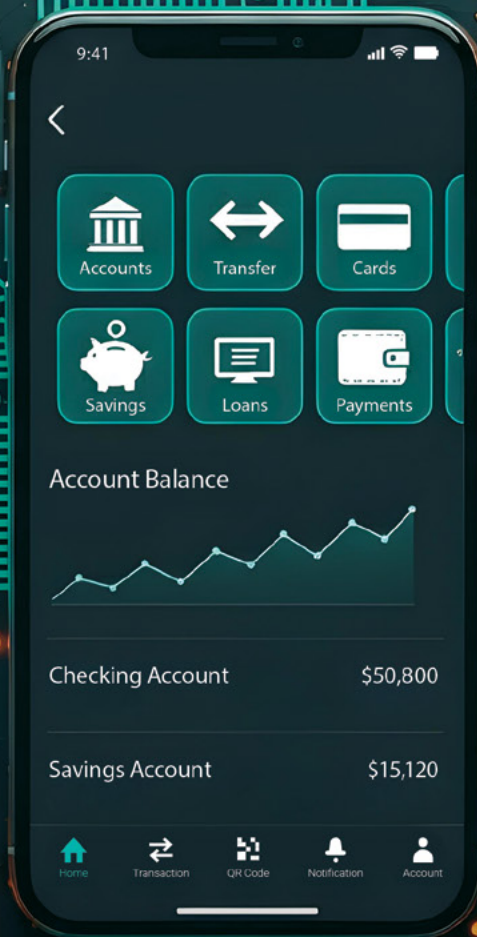 9:41
Accounts Transfer Cards
Savings Loans Payments
Account Balance
Checking Account $50,800
Savings Account $15,120
Home Transaction QR Code Notification Account